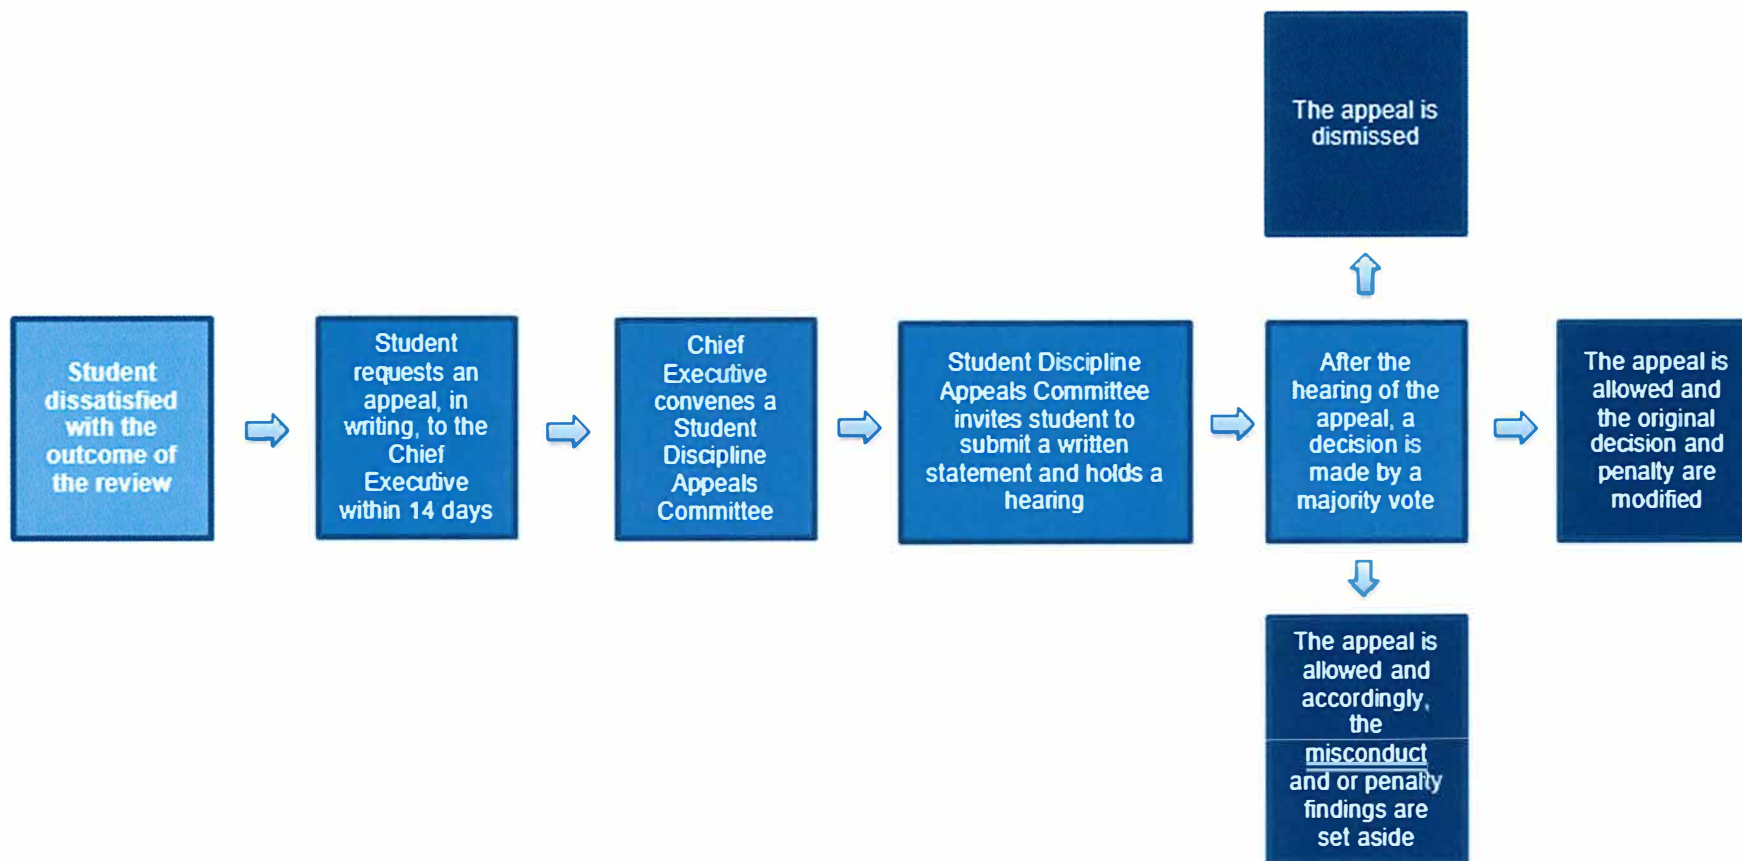 The appeal is
dismissed
Student
dissatisfied
with the
outcome of
the review
Student
requests an
appeal, in
writing, to the
Chief
Executive
within 14 days
Chief
Executive
convenes a
Student
Discipline
Appeals
Committee
Student Discipline
Appeals Committee
invites student to
submit a written
statement and holds a
hearing
After the
hearing of the
appeal, a
decision is
made by a
majority vote
The appeal is
allowed and
the original
decision and
penalty are
modified
The appeal is
allowed and
accordingly,
the
misconduct
and or penalty
findings are
set aside